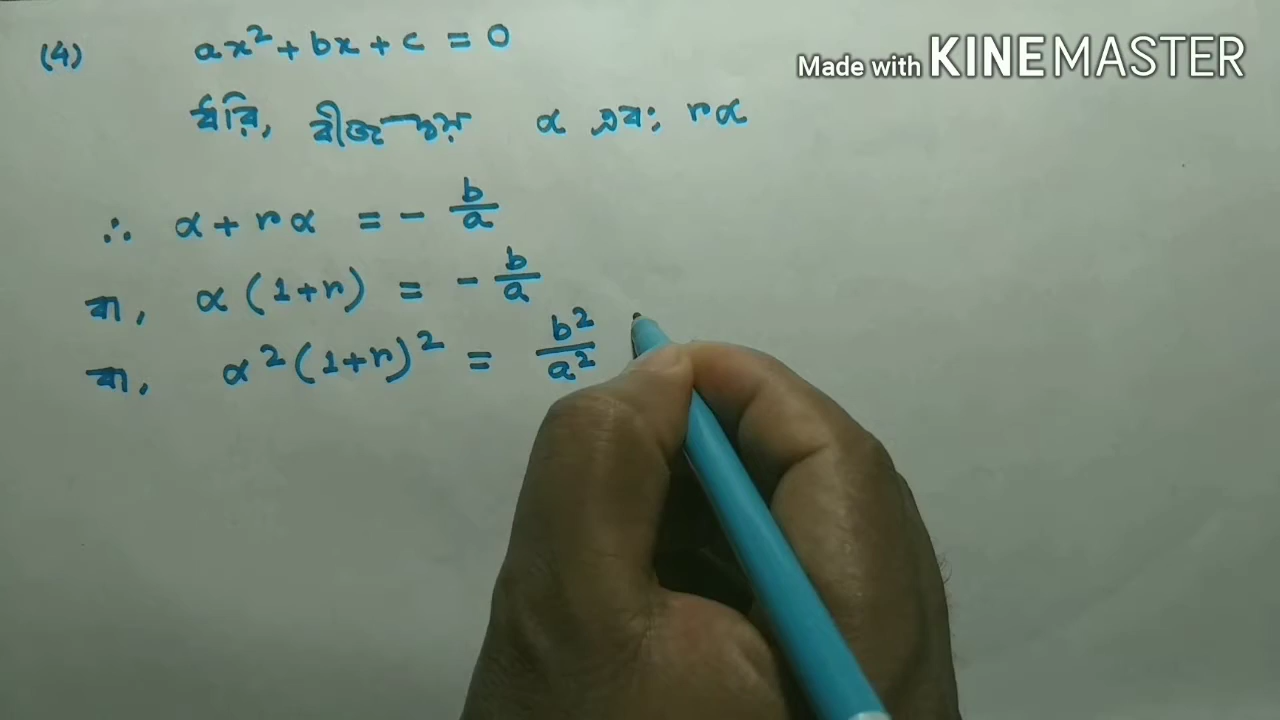 (4) ax² + bx + c = 0
Made with KINEMASTER
ধরি, বীজদ্বয় α এবং rα
∴ α + rα = - b/a
বা, α (1+r) = - b/a
বা, α² (1+r)² = b²/a²